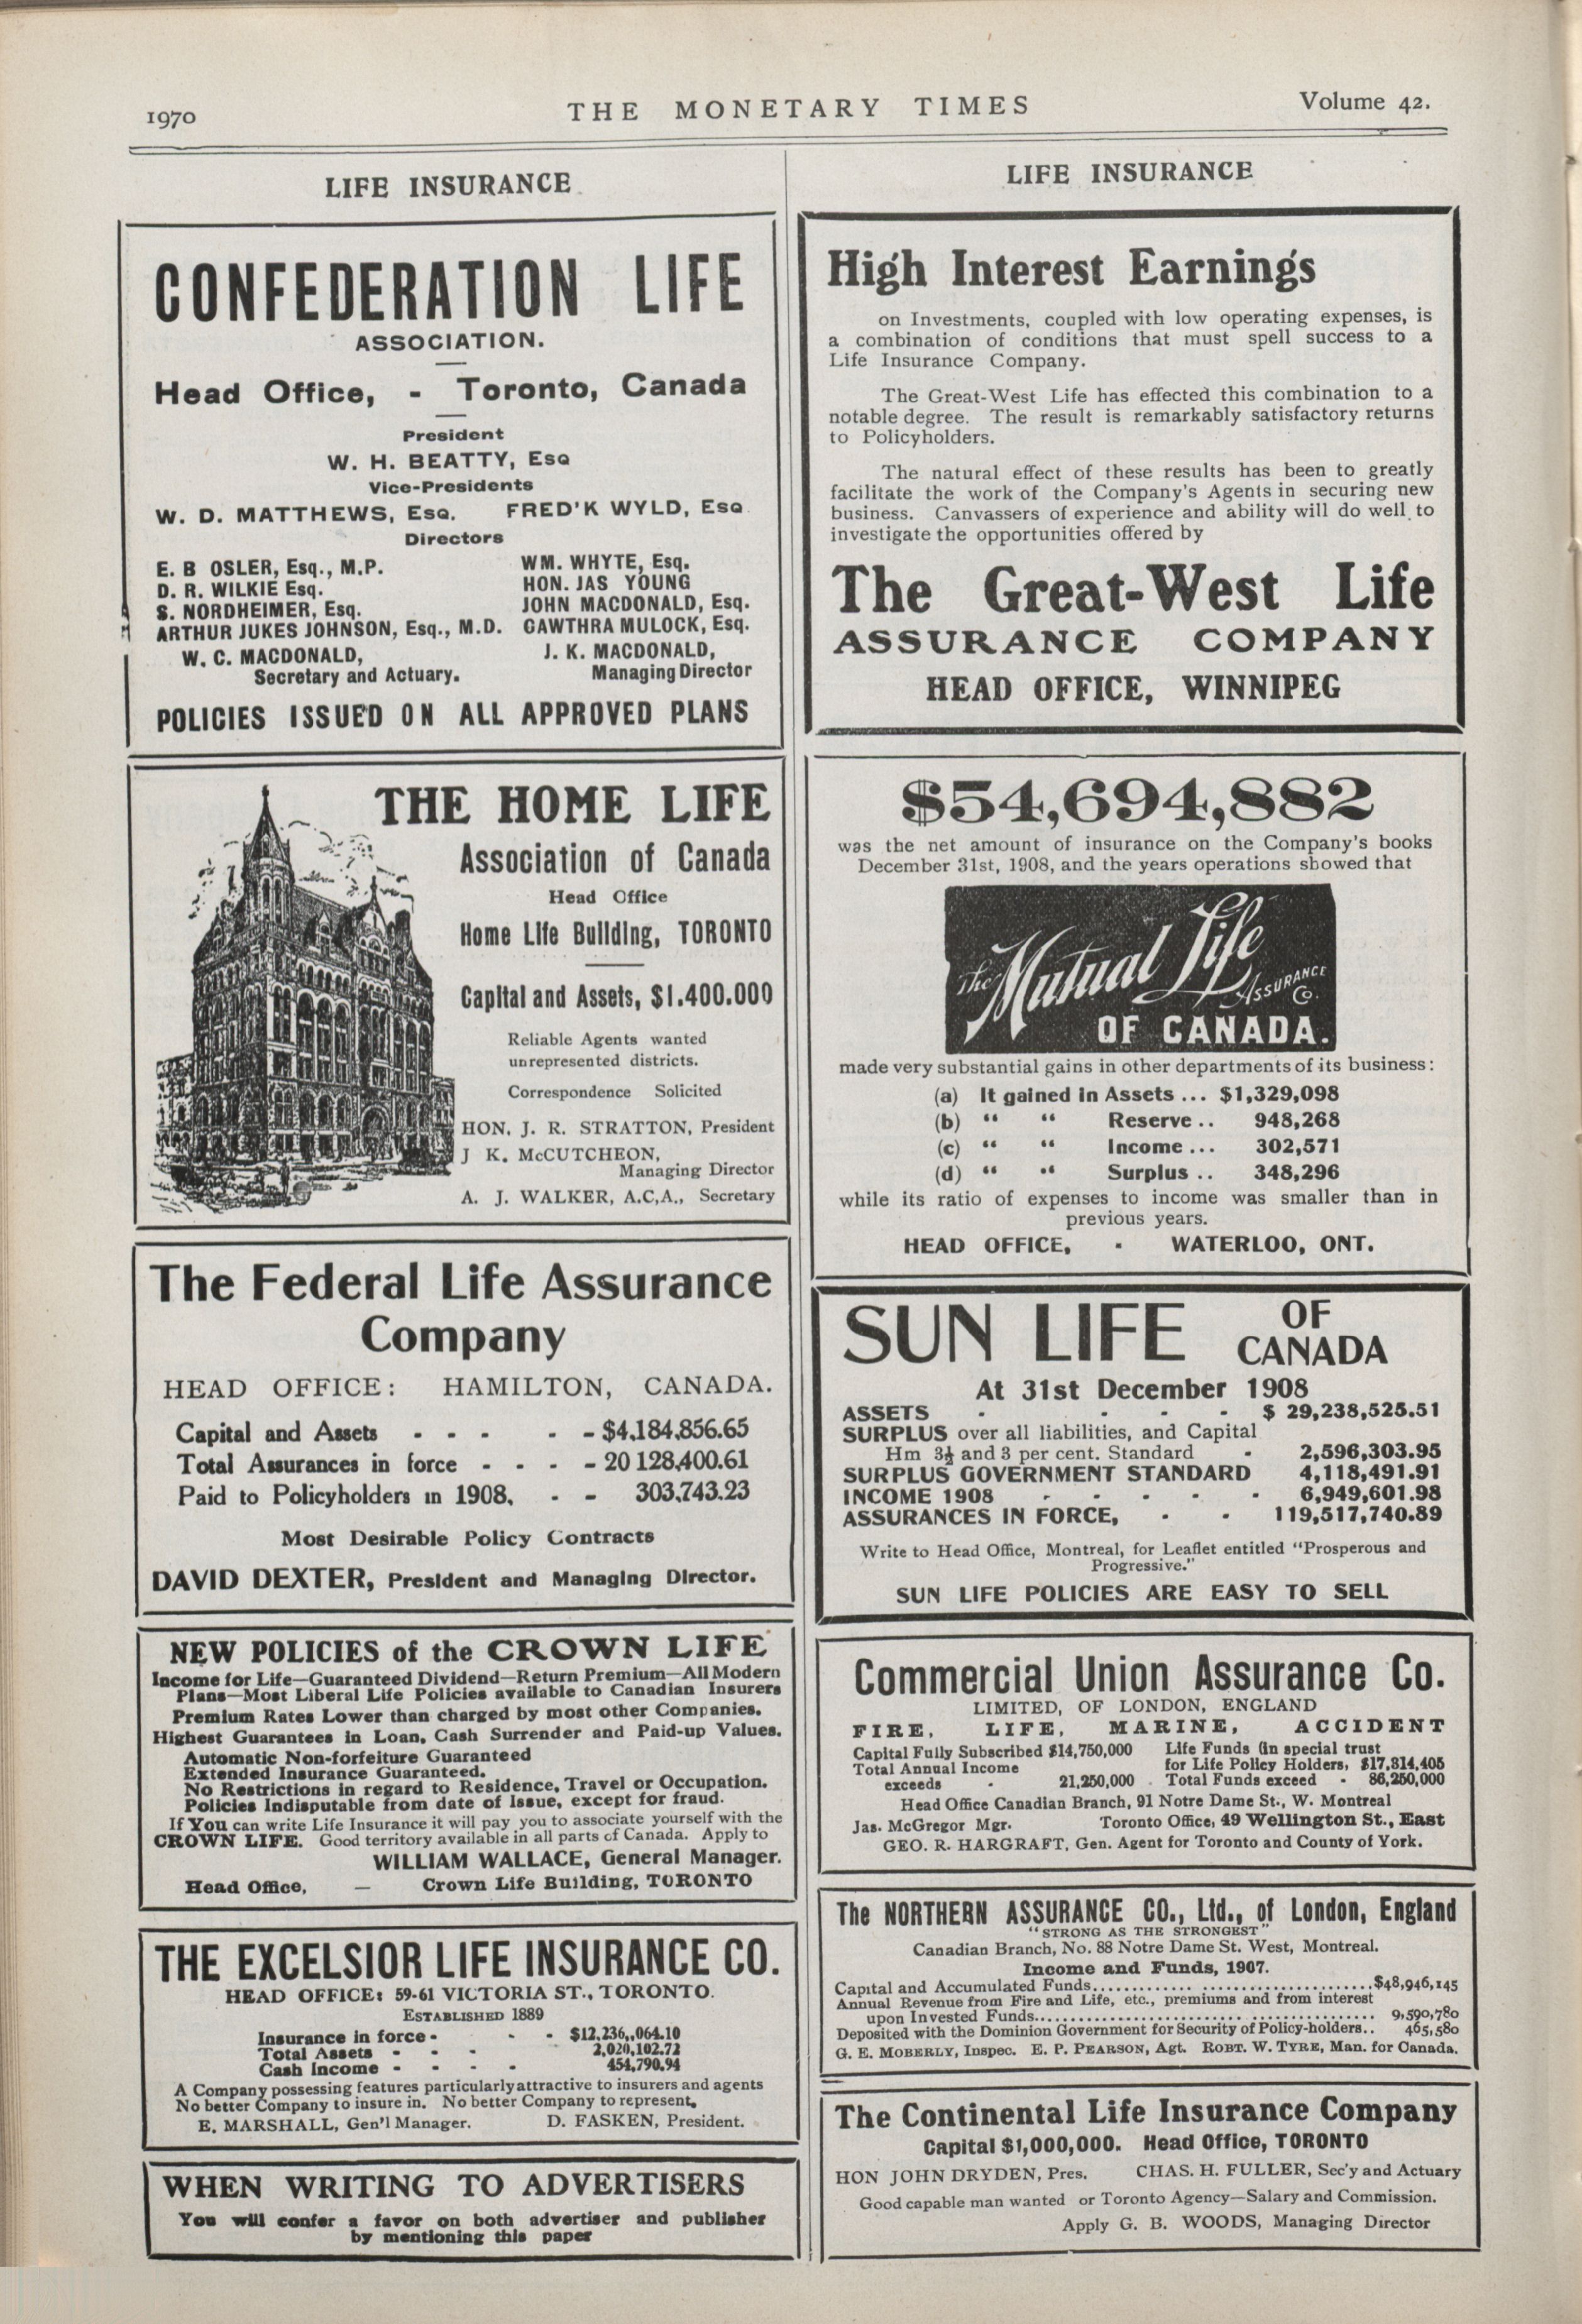 1970
THE MONETARY TIMES
Volume 42.
LIFE INSURANCE
CONFEDERATION LIFE
ASSOCIATION.
Head Office, - Toronto, Canada
President
W. H. BEATTY, Esq
Vice-Presidents
W. D. MATTHEWS, Esq. FRED'K WYLD, Esq
Directors
E. B OSLER, Esq., M.P. WM. WHYTE, Esq.
D. R. WILKIE Esq. HON. JAS YOUNG
S. NORDHEIMER, Esq. JOHN MACDONALD, Esq.
ARTHUR JUKES JOHNSON, Esq., M.D. CAWTHRA MULOCK, Esq.
W. C. MACDONALD, J. K. MACDONALD,
Secretary and Actuary. Managing Director
POLICIES ISSUED ON ALL APPROVED PLANS
THE HOME LIFE
Association of Canada
Head Office
Home Life Building, TORONTO
Capital and Assets, $1.400.000
Reliable Agents wanted
unrepresented districts.
Correspondence Solicited
HON. J. R. STRATTON, President
J K. McCUTCHEON,
Managing Director
A. J. WALKER, A.C,A., Secretary
The Federal Life Assurance
Company
HEAD OFFICE: HAMILTON, CANADA.
Capital and Assets - - - - - $4,184,856.65
Total Assurances in force - - - - 20 128,400.61
Paid to Policyholders in 1908, - - 303,743.23
Most Desirable Policy Contracts
DAVID DEXTER, President and Managing Director.
NEW POLICIES of the CROWN LIFE
Income for Life—Guaranteed Dividend—Return Premium—All Modern
Plans—Most Liberal Life Policies available to Canadian Insurers
Premium Rates Lower than charged by most other Companies.
Highest Guarantees in Loan, Cash Surrender and Paid-up Values.
Automatic Non-forfeiture Guaranteed
Extended Insurance Guaranteed.
No Restrictions in regard to Residence, Travel or Occupation.
Policies Indisputable from date of Issue, except for fraud.
If You can write Life Insurance it will pay you to associate yourself with the
CROWN LIFE. Good territory available in all parts of Canada. Apply to
WILLIAM WALLACE, General Manager.
Head Office, — Crown Life Building, TORONTO
THE EXCELSIOR LIFE INSURANCE CO.
HEAD OFFICE: 59-61 VICTORIA ST., TORONTO.
ESTABLISHED 1889
Insurance in force - - - $12,236,,064.10
Total Assets - - - 2,020,102.72
Cash Income - - - - 454,790.94
A Company possessing features particularly attractive to insurers and agents
No better Company to insure in. No better Company to represent,
E. MARSHALL, Gen'l Manager. D. FASKEN, President.
WHEN WRITING TO ADVERTISERS
You will confer a favor on both advertiser and publisher
by mentioning this paper
LIFE INSURANCE
High Interest Earnings
on Investments, coupled with low operating expenses, is
a combination of conditions that must spell success to a
Life Insurance Company.
The Great-West Life has effected this combination to a
notable degree. The result is remarkably satisfactory returns
to Policyholders.
The natural effect of these results has been to greatly
facilitate the work of the Company's Agents in securing new
business. Canvassers of experience and ability will do well to
investigate the opportunities offered by
The Great-West Life
ASSURANCE COMPANY
HEAD OFFICE, WINNIPEG
$54,694,882
was the net amount of insurance on the Company's books
December 31st, 1908, and the years operations showed that
The Mutual Life
ASSURANCE
Co.
OF CANADA.
made very substantial gains in other departments of its business:
(a) It gained in Assets ... $1,329,098
(b) " " Reserve .. 948,268
(c) " " Income ... 302,571
(d) " " Surplus .. 348,296
while its ratio of expenses to income was smaller than in
previous years.
HEAD OFFICE, - WATERLOO, ONT.
SUN LIFE OF
CANADA
At 31st December 1908
ASSETS - - - - $ 29,238,525.51
SURPLUS over all liabilities, and Capital
Hm 3½ and 3 per cent. Standard - 2,596,303.95
SURPLUS GOVERNMENT STANDARD 4,118,491.91
INCOME 1908 - - - - - 6,949,601.98
ASSURANCES IN FORCE, - - 119,517,740.89
Write to Head Office, Montreal, for Leaflet entitled "Prosperous and
Progressive."
SUN LIFE POLICIES ARE EASY TO SELL
Commercial Union Assurance Co.
LIMITED, OF LONDON, ENGLAND
FIRE, LIFE, MARINE, ACCIDENT
Capital Fully Subscribed $14,750,000 Life Funds (in special trust
Total Annual Income for Life Policy Holders, $17,314,405
exceeds - 21,250,000 Total Funds exceed - 86,250,000
Head Office Canadian Branch, 91 Notre Dame St., W. Montreal
Jas. McGregor Mgr. Toronto Office, 49 Wellington St., East
GEO. R. HARGRAFT, Gen. Agent for Toronto and County of York.
The NORTHERN ASSURANCE CO., Ltd., of London, England
"STRONG AS THE STRONGEST"
Canadian Branch, No. 88 Notre Dame St. West, Montreal.
Income and Funds, 1907.
Capital and Accumulated Funds..............................$48,946,145
Annual Revenue from Fire and Life, etc., premiums and from interest
upon Invested Funds.............................. 9,590,780
Deposited with the Dominion Government for Security of Policy-holders.. 465,580
G. E. MOBERLY, Inspec. E. P. PEARSON, Agt. ROBT. W. TYRE, Man. for Canada.
The Continental Life Insurance Company
Capital $1,000,000. Head Office, TORONTO
HON JOHN DRYDEN, Pres. CHAS. H. FULLER, Sec'y and Actuary
Good capable man wanted or Toronto Agency—Salary and Commission.
Apply G. B. WOODS, Managing Director